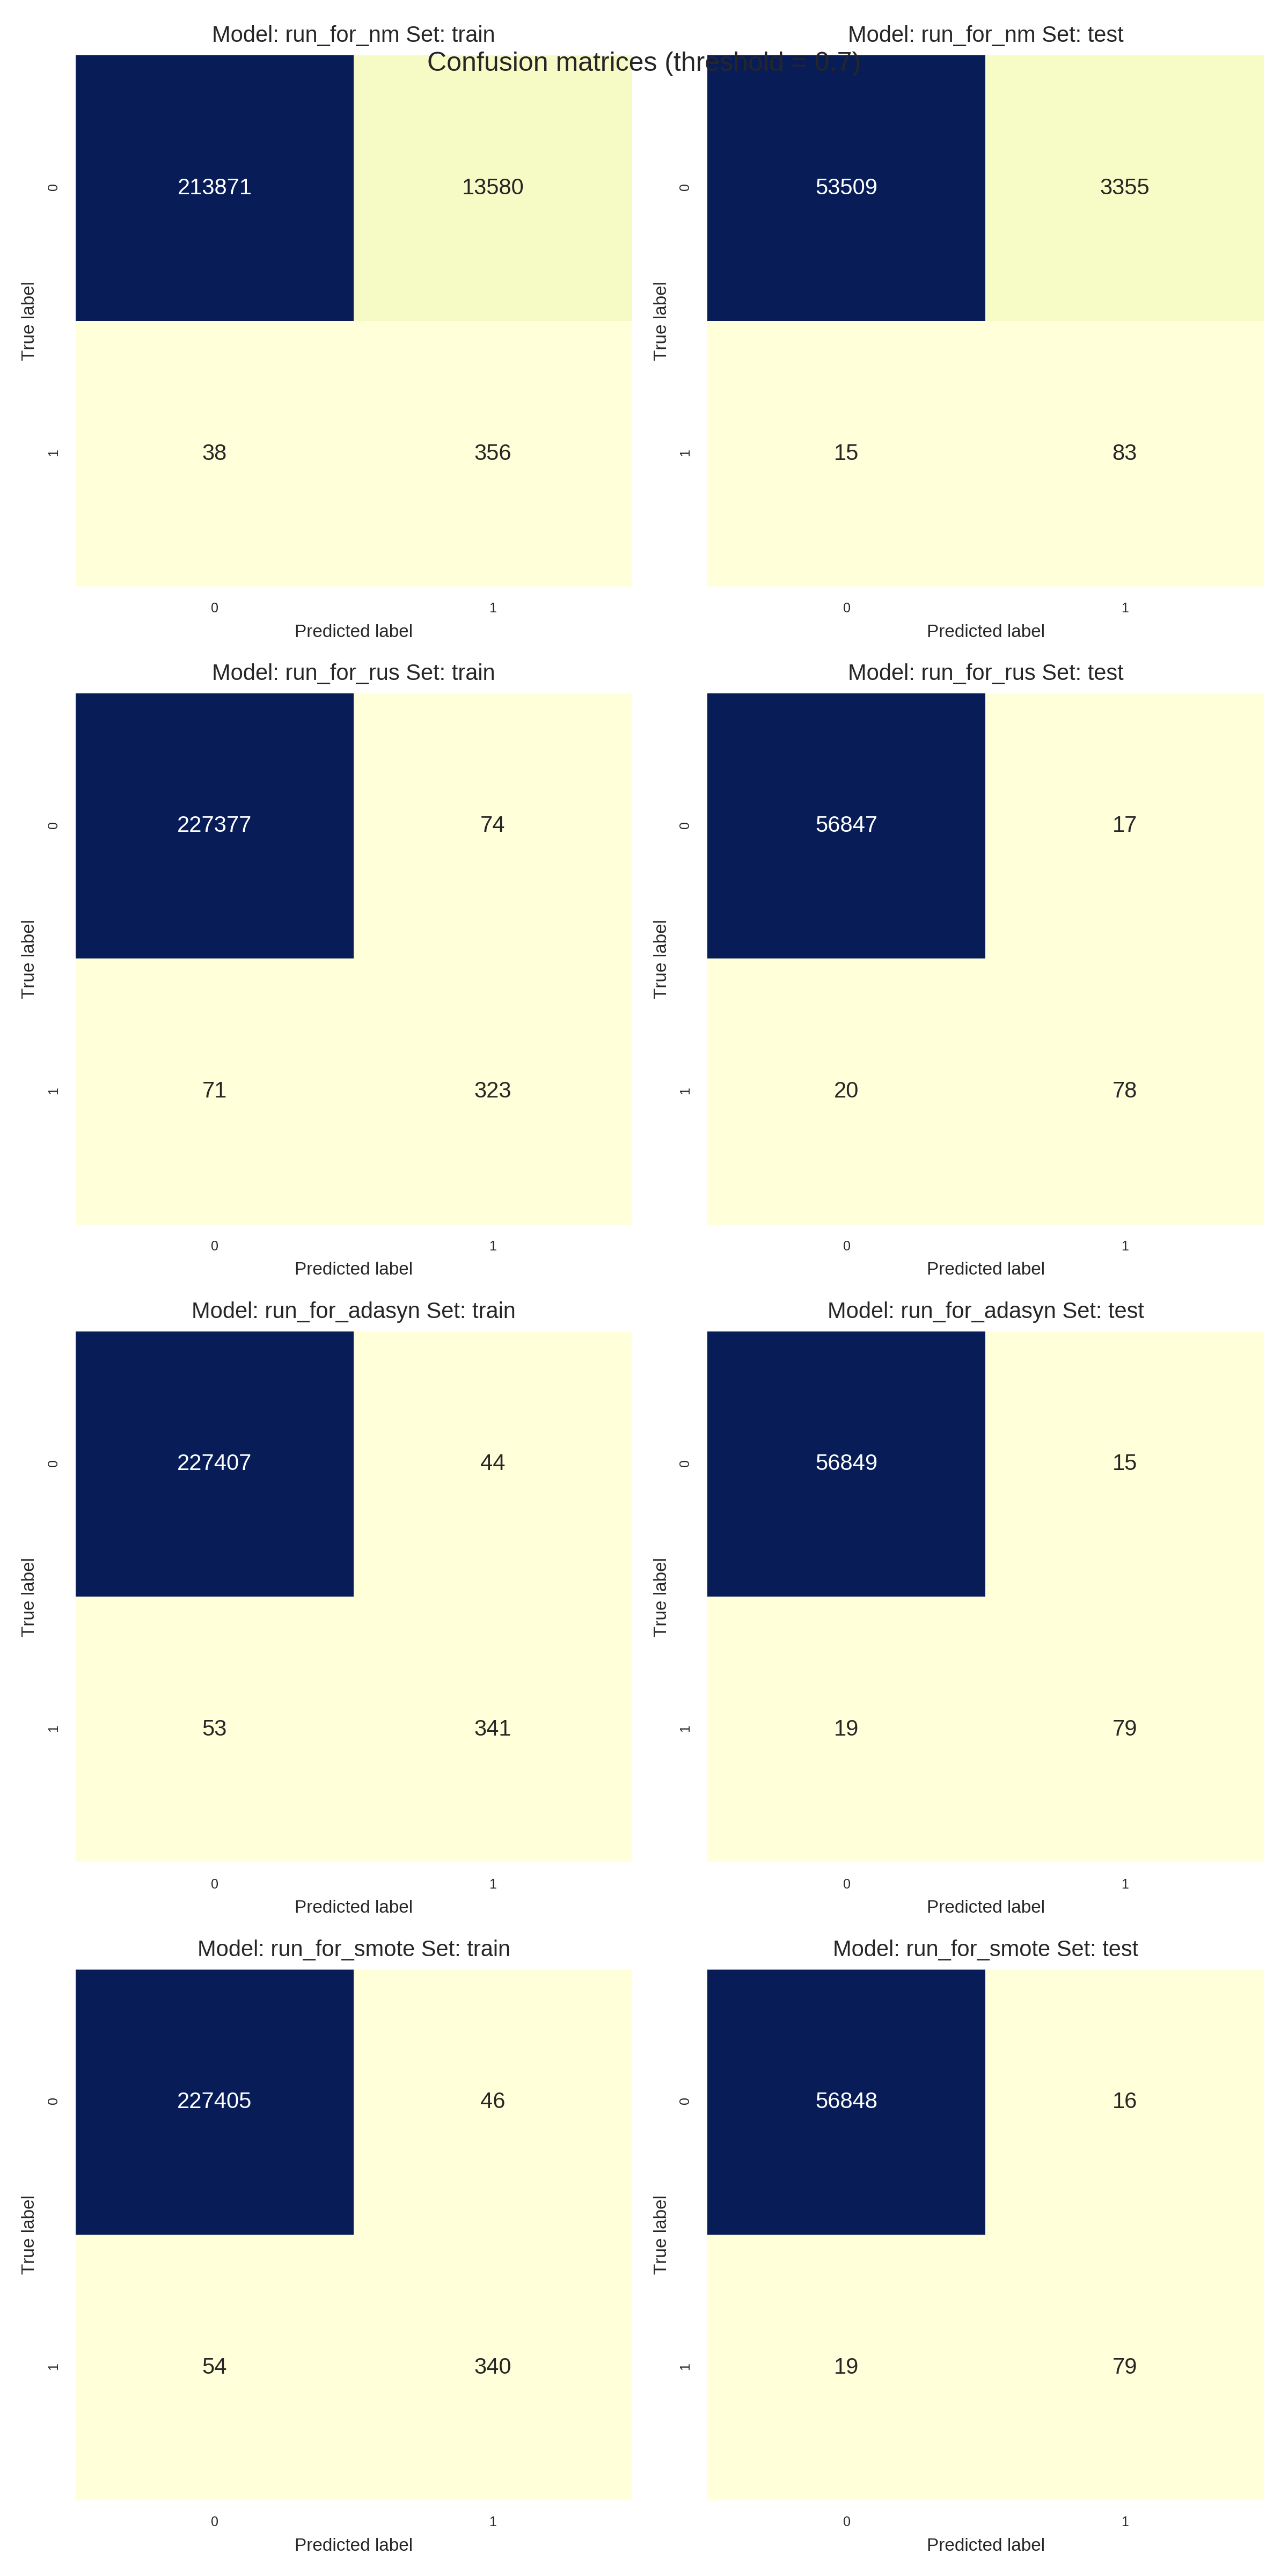 Model: run_for_nm Set: train
Model: run_for_nm Set: test
Confusion matrices (threshold = 0.7)
True label
0
213871
13580
1
38
356
0
1
Predicted label
True label
0
53509
3355
1
15
83
0
1
Predicted label
Model: run_for_rus Set: train
True label
0
227377
74
1
71
323
0
1
Predicted label
Model: run_for_rus Set: test
True label
0
56847
17
1
20
78
0
1
Predicted label
Model: run_for_adasyn Set: train
True label
0
227407
44
1
53
341
0
1
Predicted label
Model: run_for_adasyn Set: test
True label
0
56849
15
1
19
79
0
1
Predicted label
Model: run_for_smote Set: train
True label
0
227405
46
1
54
340
0
1
Predicted label
Model: run_for_smote Set: test
True label
0
56848
16
1
19
79
0
1
Predicted label